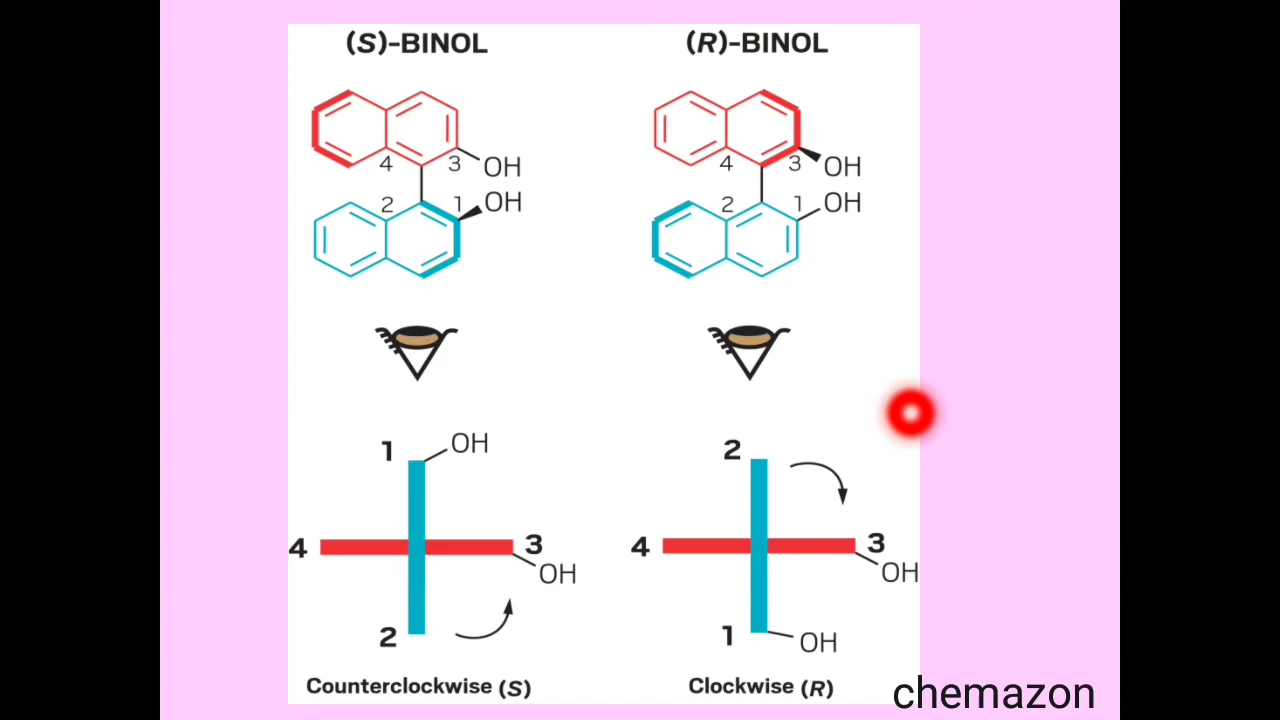 (S)-BINOL
(R)-BINOL
4
3
OH
2
1
OH
4
3
OH
2
1
OH
1
OH
4
3
OH
2
Counterclockwise (S)
2
4
3
OH
1
OH
Clockwise (R)
chemazon